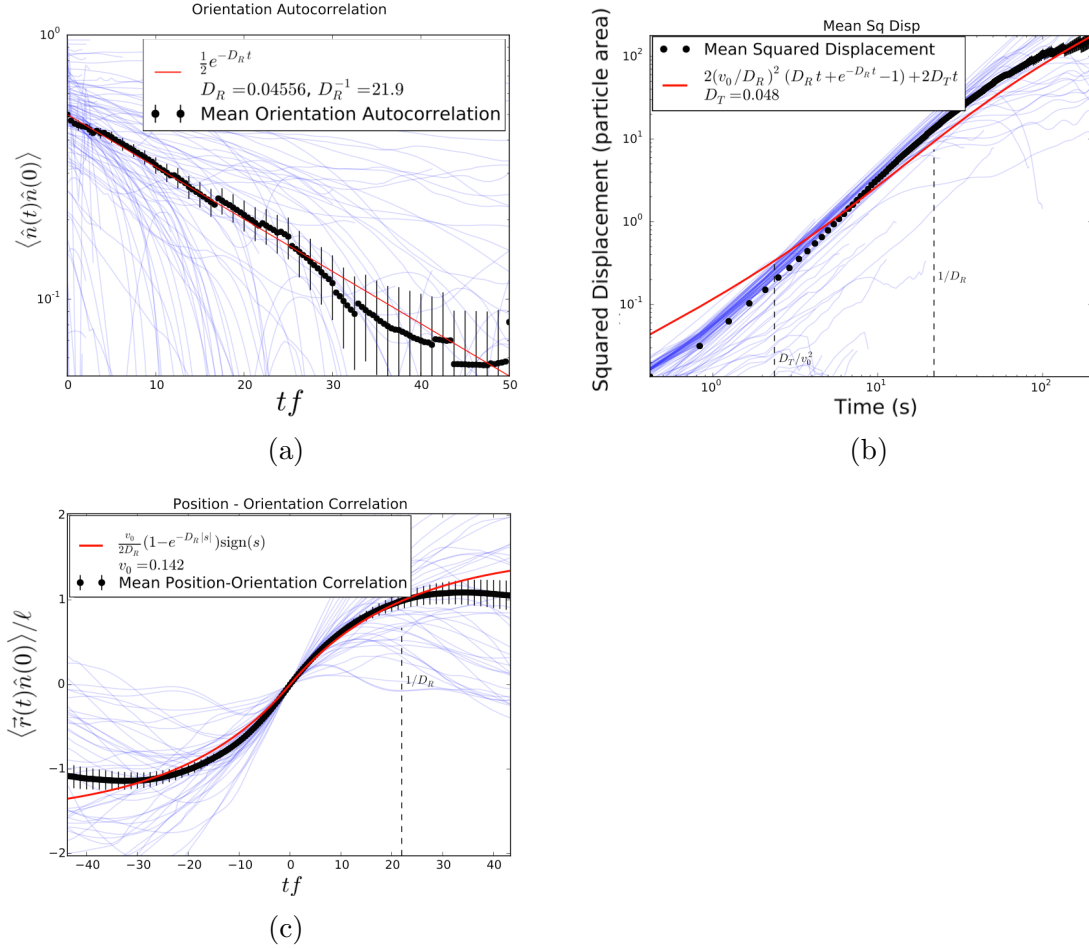 Orientation Autocorrelation
10^0
10^{-1}
⟨n̂(t)n̂(0)⟩
\frac{1}{2}e^{-D_R t}
D_R=0.04556, D_R^{-1}=21.9
Mean Orientation Autocorrelation
0 10 20 30 40 50
tf
(a)
Mean Sq Disp
Squared Displacement (particle area)
10^2
10^1
10^0
10^{-1}
Mean Squared Displacement
2(v_0/D_R)^2 (D_R t+e^{-D_R t}-1)+2D_T t
D_T=0.048
1/D_R
D_T/v_0^2
10^0 10^1 10^2
Time (s)
(b)
Position - Orientation Correlation
2
1
0
-1
-2
⟨r⃗(t)n̂(0)⟩/ℓ
\frac{v_0}{2D_R}(1-e^{-D_R|s|})sign(s)
v_0=0.142
Mean Position-Orientation Correlation
1/D_R
-40 -30 -20 -10 0 10 20 30 40
tf
(c)